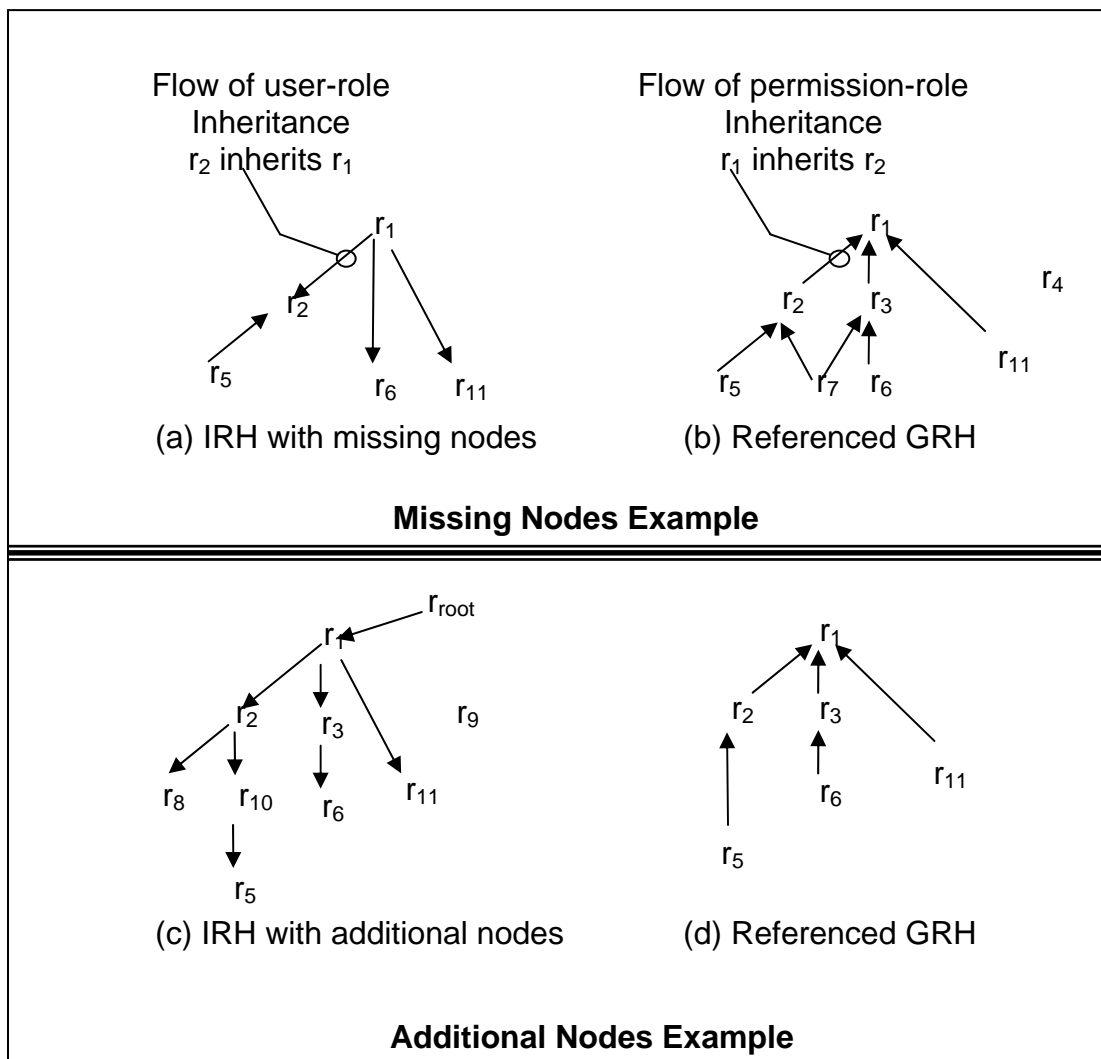 Flow of user-role
Inheritance
r₂ inherits r₁
Flow of permission-role
Inheritance
r₁ inherits r₂
r₁
r₂
r₅
r₆
r₁₁
(a) IRH with missing nodes
r₁
r₂
r₃
r₄
r₅
r₇
r₆
r₁₁
(b) Referenced GRH
Missing Nodes Example
r_root
r₁
r₂
r₃
r₉
r₈
r₁₀
r₆
r₁₁
r₅
(c) IRH with additional nodes
r₁
r₂
r₃
r₆
r₁₁
r₅
(d) Referenced GRH
Additional Nodes Example